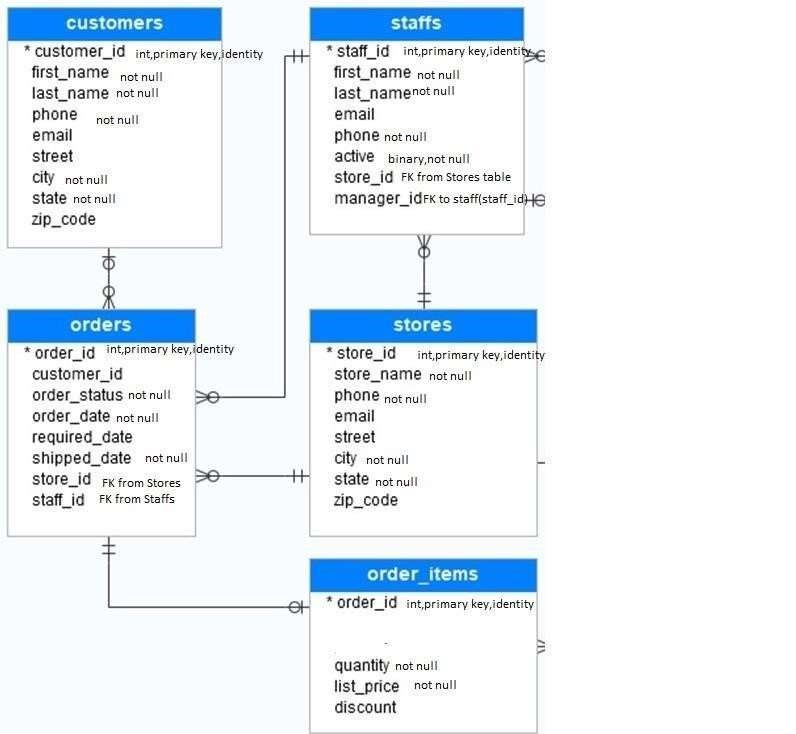 customers
* customer_id int,primary key,identity
first_name not null
last_name not null
phone not null
email
street
city not null
state not null
zip_code
staffs
* staff_id int,primary key,identity
first_name not null
last_name not null
email
phone not null
active binary,not null
store_id FK from Stores table
manager_id FK to staff(staff_id)
orders
* order_id int,primary key,identity
customer_id
order_status not null
order_date not null
required_date
shipped_date not null
store_id FK from Stores
staff_id FK from Staffs
stores
* store_id int,primary key,identity
store_name not null
phone not null
email
street
city not null
state not null
zip_code
order_items
* order_id int,primary key,identity
quantity not null
list_price not null
discount